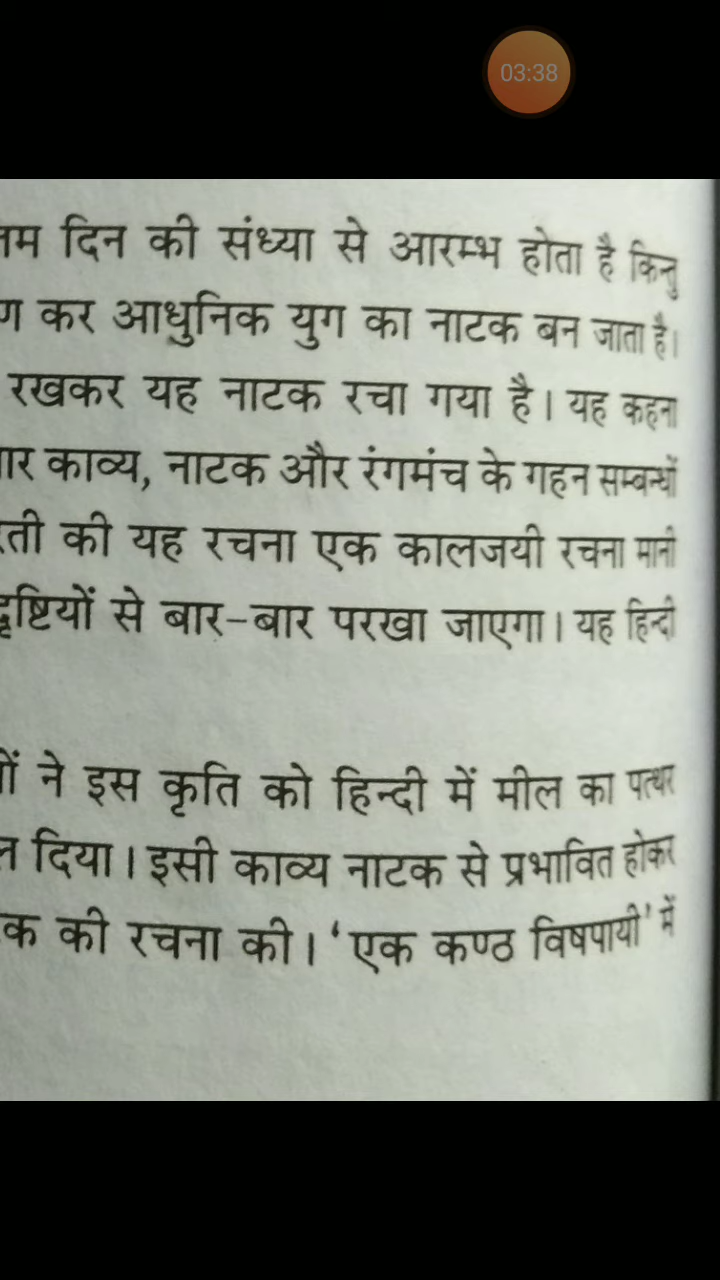 03:38
दिन की संध्या से आरम्भ होता है किन्तु
कर आधुनिक युग का नाटक बन जाता है।
रखकर यह नाटक रचा गया है। यह कहना
काव्य, नाटक और रंगमंच के गहन सम्बन्धों
की यह रचना एक कालजयी रचना मानी
से बार-बार परखा जाएगा। यह हिन्दी
ने इस कृति को हिन्दी में मील का पत्थर
दिया। इसी काव्य नाटक से प्रभावित होकर
की रचना की। 'एक कण्ठ विषपायी' में